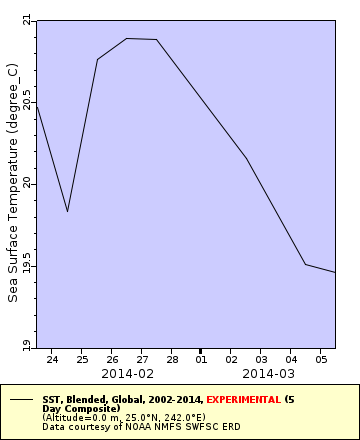 21
20.5
20
19.5
19
Sea Surface Temperature (degree_C)
24 25 26 27 28 01 02 03 04 05
2014-02 2014-03
SST, Blended, Global, 2002-2014, EXPERIMENTAL (5
Day Composite)
(Altitude=0.0 m, 25.0°N, 242.0°E)
Data courtesy of NOAA NMFS SWFSC ERD